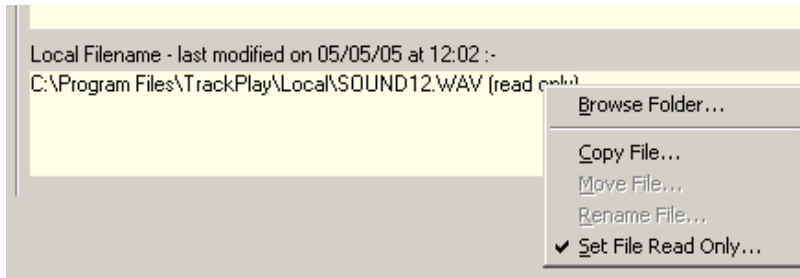 Local Filename - last modified on 05/05/05 at 12:02 :-
C:\Program Files\TrackPlay\Local\SOUND12.WAV (read only)
Browse Folder...
Copy File...
Move File...
Rename File...
Set File Read Only...